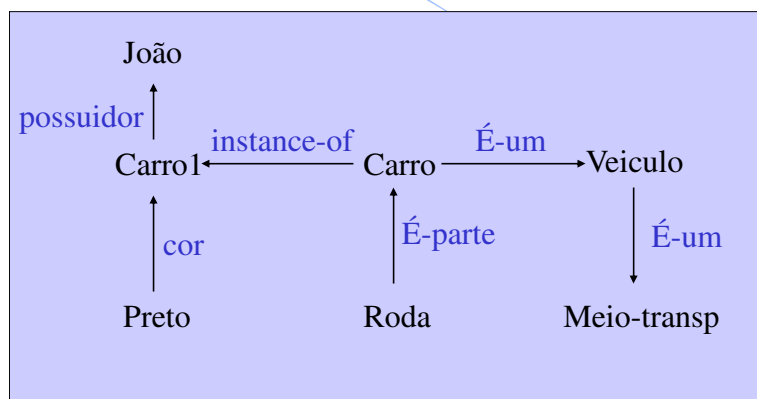 João
possuidor
instance-of
É-um
Carro1
Carro
Veiculo
cor
É-parte
É-um
Preto
Roda
Meio-transp